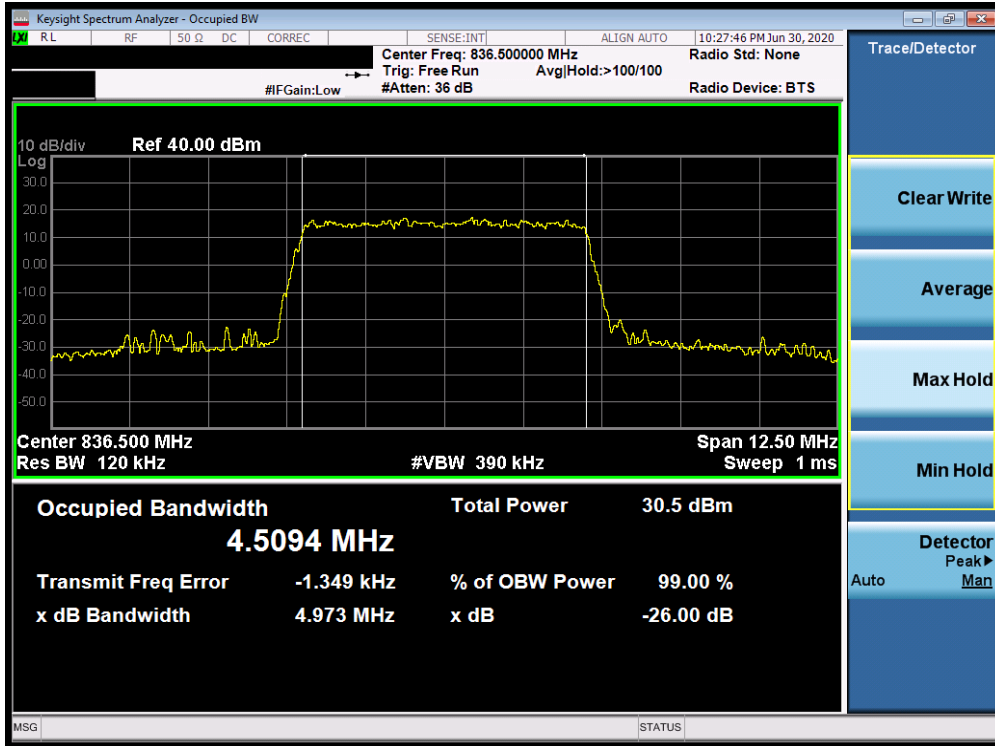 Keysight Spectrum Analyzer - Occupied BW
LXI RL RF 50 Ω DC CORREC SENSE:INT ALIGN AUTO 10:27:46 PM Jun 30, 2020
Center Freq: 836.500000 MHz Radio Std: None
Trig: Free Run Avg|Hold:>100/100
#IFGain:Low #Atten: 36 dB Radio Device: BTS
Trace/Detector
10 dB/div Ref 40.00 dBm
Log
30.0
20.0
10.0
0.00
-10.0
-20.0
-30.0
-40.0
-50.0
Center 836.500 MHz Span 12.50 MHz
Res BW 120 kHz #VBW 390 kHz Sweep 1 ms
Occupied Bandwidth Total Power 30.5 dBm
4.5094 MHz
Transmit Freq Error -1.349 kHz % of OBW Power 99.00 %
x dB Bandwidth 4.973 MHz x dB -26.00 dB
Clear Write
Average
Max Hold
Min Hold
Detector
Peak▶
Auto Man
MSG STATUS